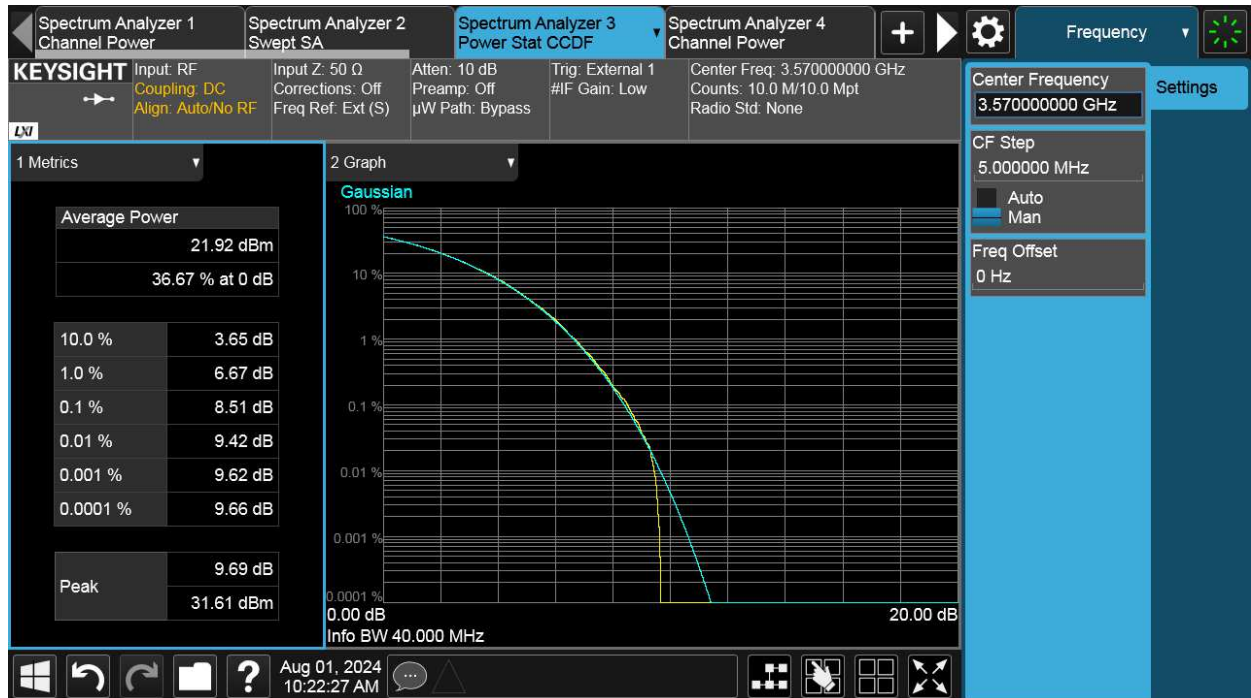 Spectrum Analyzer 1
Channel Power
Spectrum Analyzer 2
Swept SA
Spectrum Analyzer 3
Power Stat CCDF
Spectrum Analyzer 4
Channel Power
Frequency
KEYSIGHT
LXI
Input: RF
Coupling: DC
Align: Auto/No RF
Input Z: 50 Ω
Corrections: Off
Freq Ref: Ext (S)
Atten: 10 dB
Preamp: Off
µW Path: Bypass
Trig: External 1
#IF Gain: Low
Center Freq: 3.570000000 GHz
Counts: 10.0 M/10.0 Mpt
Radio Std: None
Center Frequency
3.570000000 GHz
Settings
CF Step
5.000000 MHz
Auto
Man
Freq Offset
0 Hz
1 Metrics
Average Power
21.92 dBm
36.67 % at 0 dB
10.0 % 3.65 dB
1.0 % 6.67 dB
0.1 % 8.51 dB
0.01 % 9.42 dB
0.001 % 9.62 dB
0.0001 % 9.66 dB
Peak 9.69 dB
31.61 dBm
2 Graph
Gaussian
100 %
10 %
1 %
0.1 %
0.01 %
0.001 %
0.0001 %
0.00 dB 20.00 dB
Info BW 40.000 MHz
?
Aug 01, 2024
10:22:27 AM